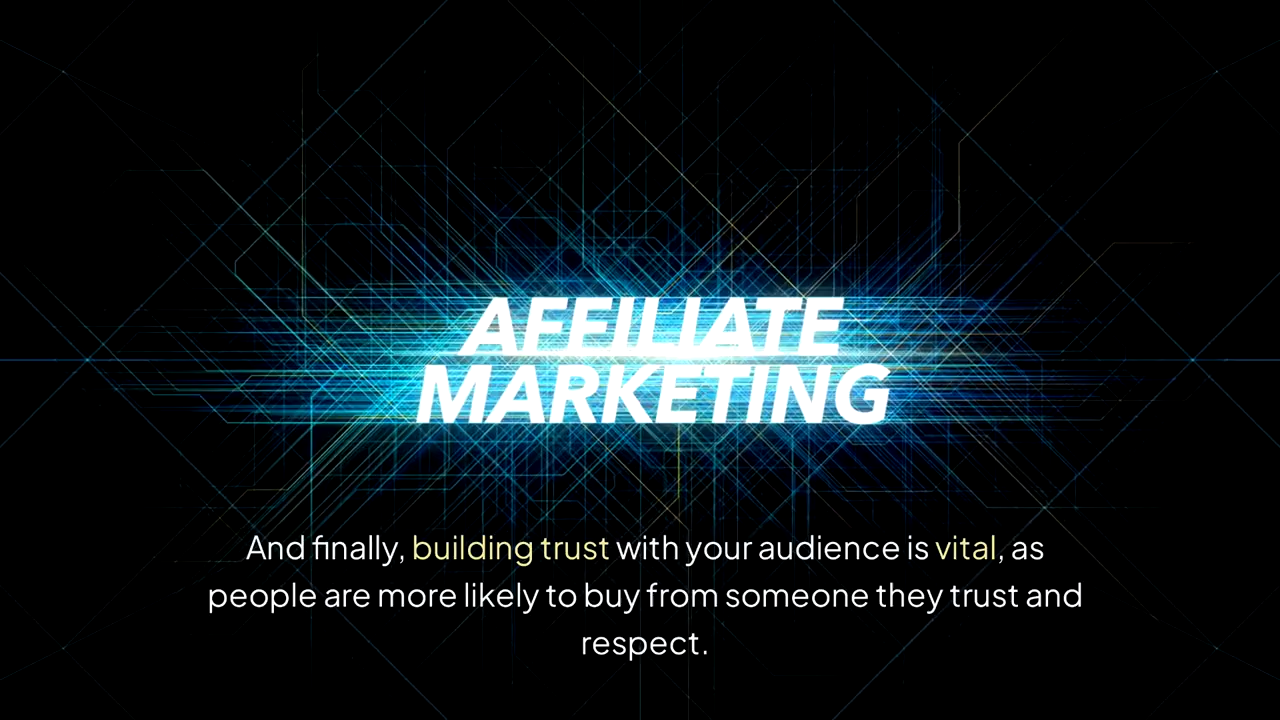 AFFILIATE
MARKETING
And finally, building trust with your audience is vital, as
people are more likely to buy from someone they trust and
respect.